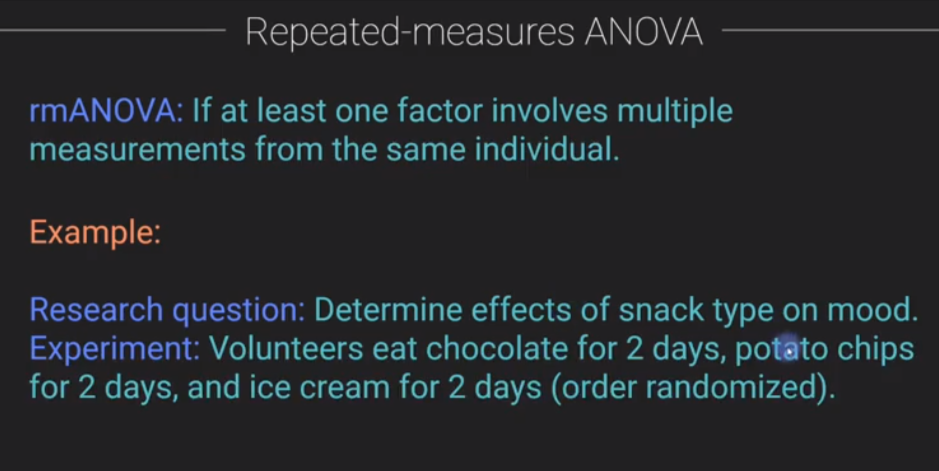 Repeated-measures ANOVA
rmANOVA: If at least one factor involves multiple
measurements from the same individual.
Example:
Research question: Determine effects of snack type on mood.
Experiment: Volunteers eat chocolate for 2 days, potato chips
for 2 days, and ice cream for 2 days (order randomized).